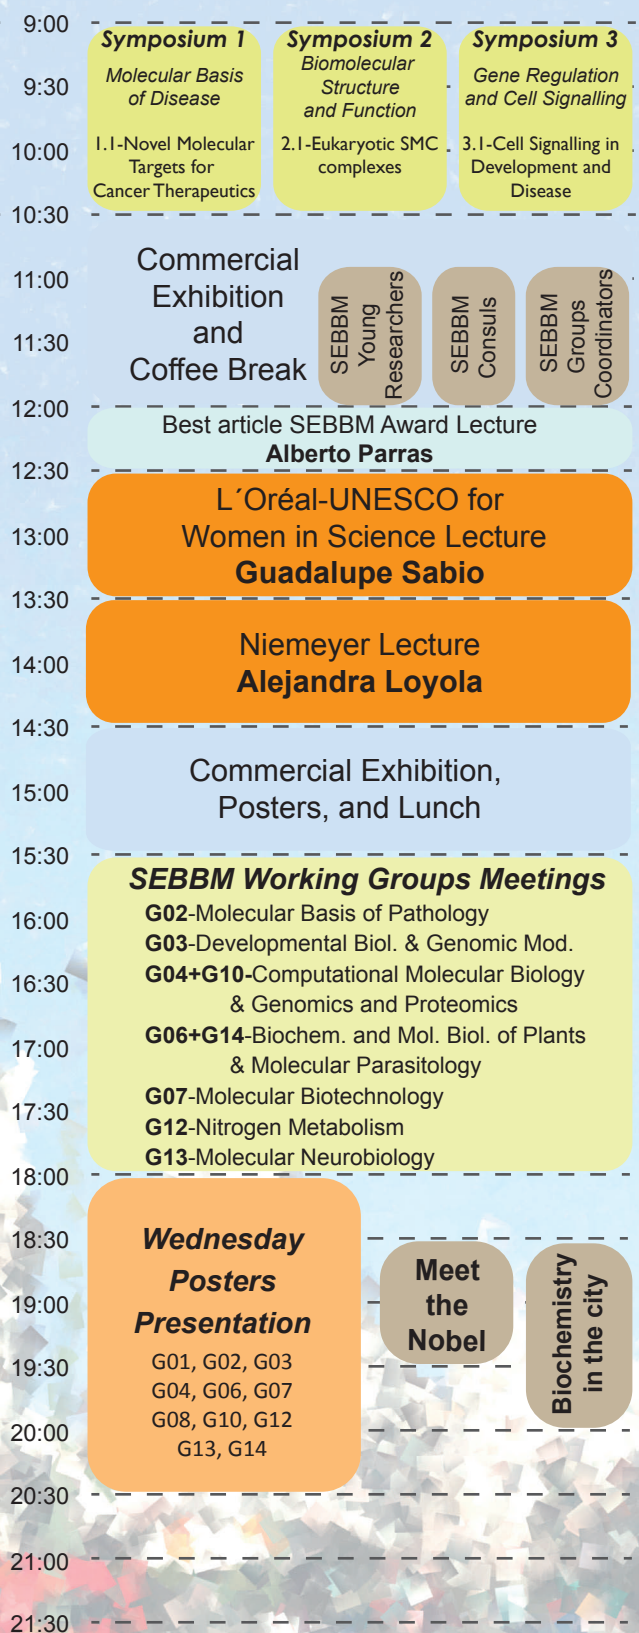 9:00
Symposium 1
Molecular Basis
of Disease
1.1-Novel Molecular
Targets for
Cancer Therapeutics
Symposium 2
Biomolecular
Structure
and Function
2.1-Eukaryotic SMC
complexes
Symposium 3
Gene Regulation
and Cell Signalling
3.1-Cell Signalling in
Development and
Disease
9:30
10:00
10:30
Commercial
Exhibition
and
Coffee Break
SEBBM
Young
Researchers
SEBBM
Consuls
SEBBM
Groups
Coordinators
11:00
11:30
12:00
Best article SEBBM Award Lecture
Alberto Parras
12:30
L´Oréal-UNESCO for
Women in Science Lecture
Guadalupe Sabio
13:00
13:30
Niemeyer Lecture
Alejandra Loyola
14:00
14:30
Commercial Exhibition,
Posters, and Lunch
15:00
15:30
SEBBM Working Groups Meetings
G02-Molecular Basis of Pathology
G03-Developmental Biol. & Genomic Mod.
G04+G10-Computational Molecular Biology
& Genomics and Proteomics
G06+G14-Biochem. and Mol. Biol. of Plants
& Molecular Parasitology
G07-Molecular Biotechnology
G12-Nitrogen Metabolism
G13-Molecular Neurobiology
16:00
16:30
17:00
17:30
18:00
Wednesday
Posters
Presentation
G01, G02, G03
G04, G06, G07
G08, G10, G12
G13, G14
18:30
Meet
the
Nobel
Biochemistry
in the city
19:00
19:30
20:00
20:30
21:00
21:30